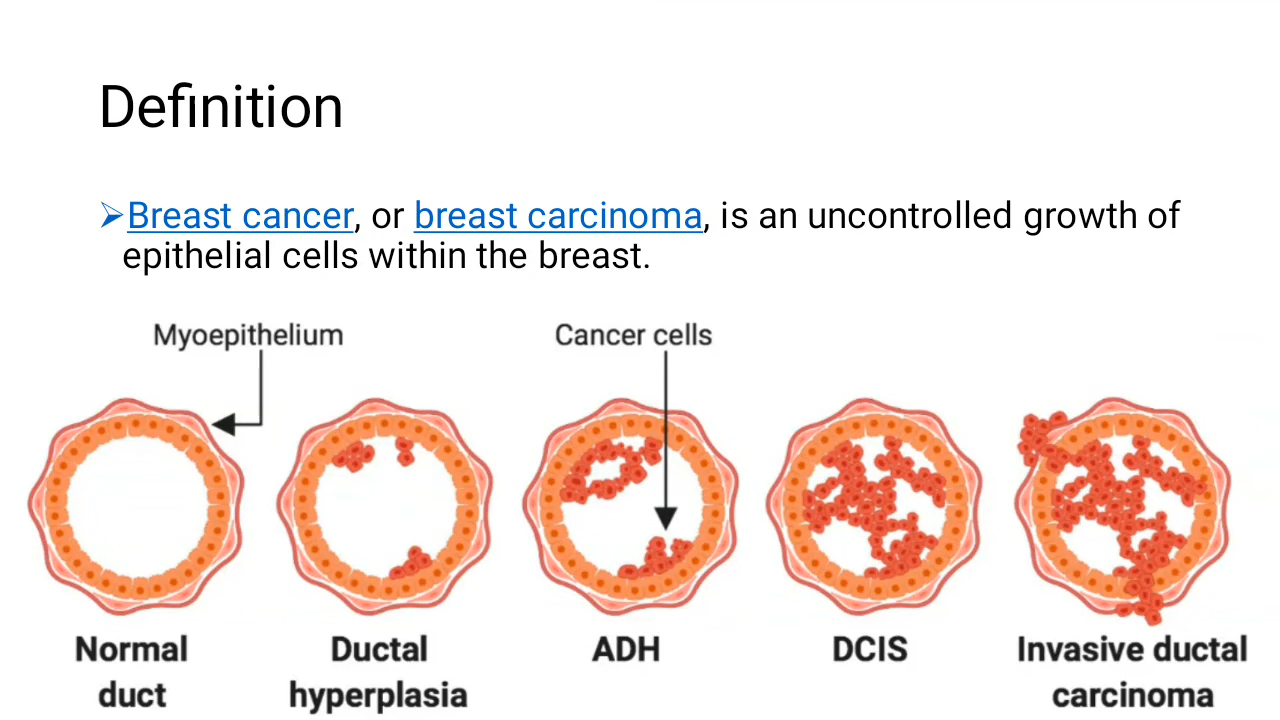 Definition
➢Breast cancer, or breast carcinoma, is an uncontrolled growth of
epithelial cells within the breast.
Myoepithelium
Cancer cells
Normal
duct
Ductal
hyperplasia
ADH
DCIS
Invasive ductal
carcinoma